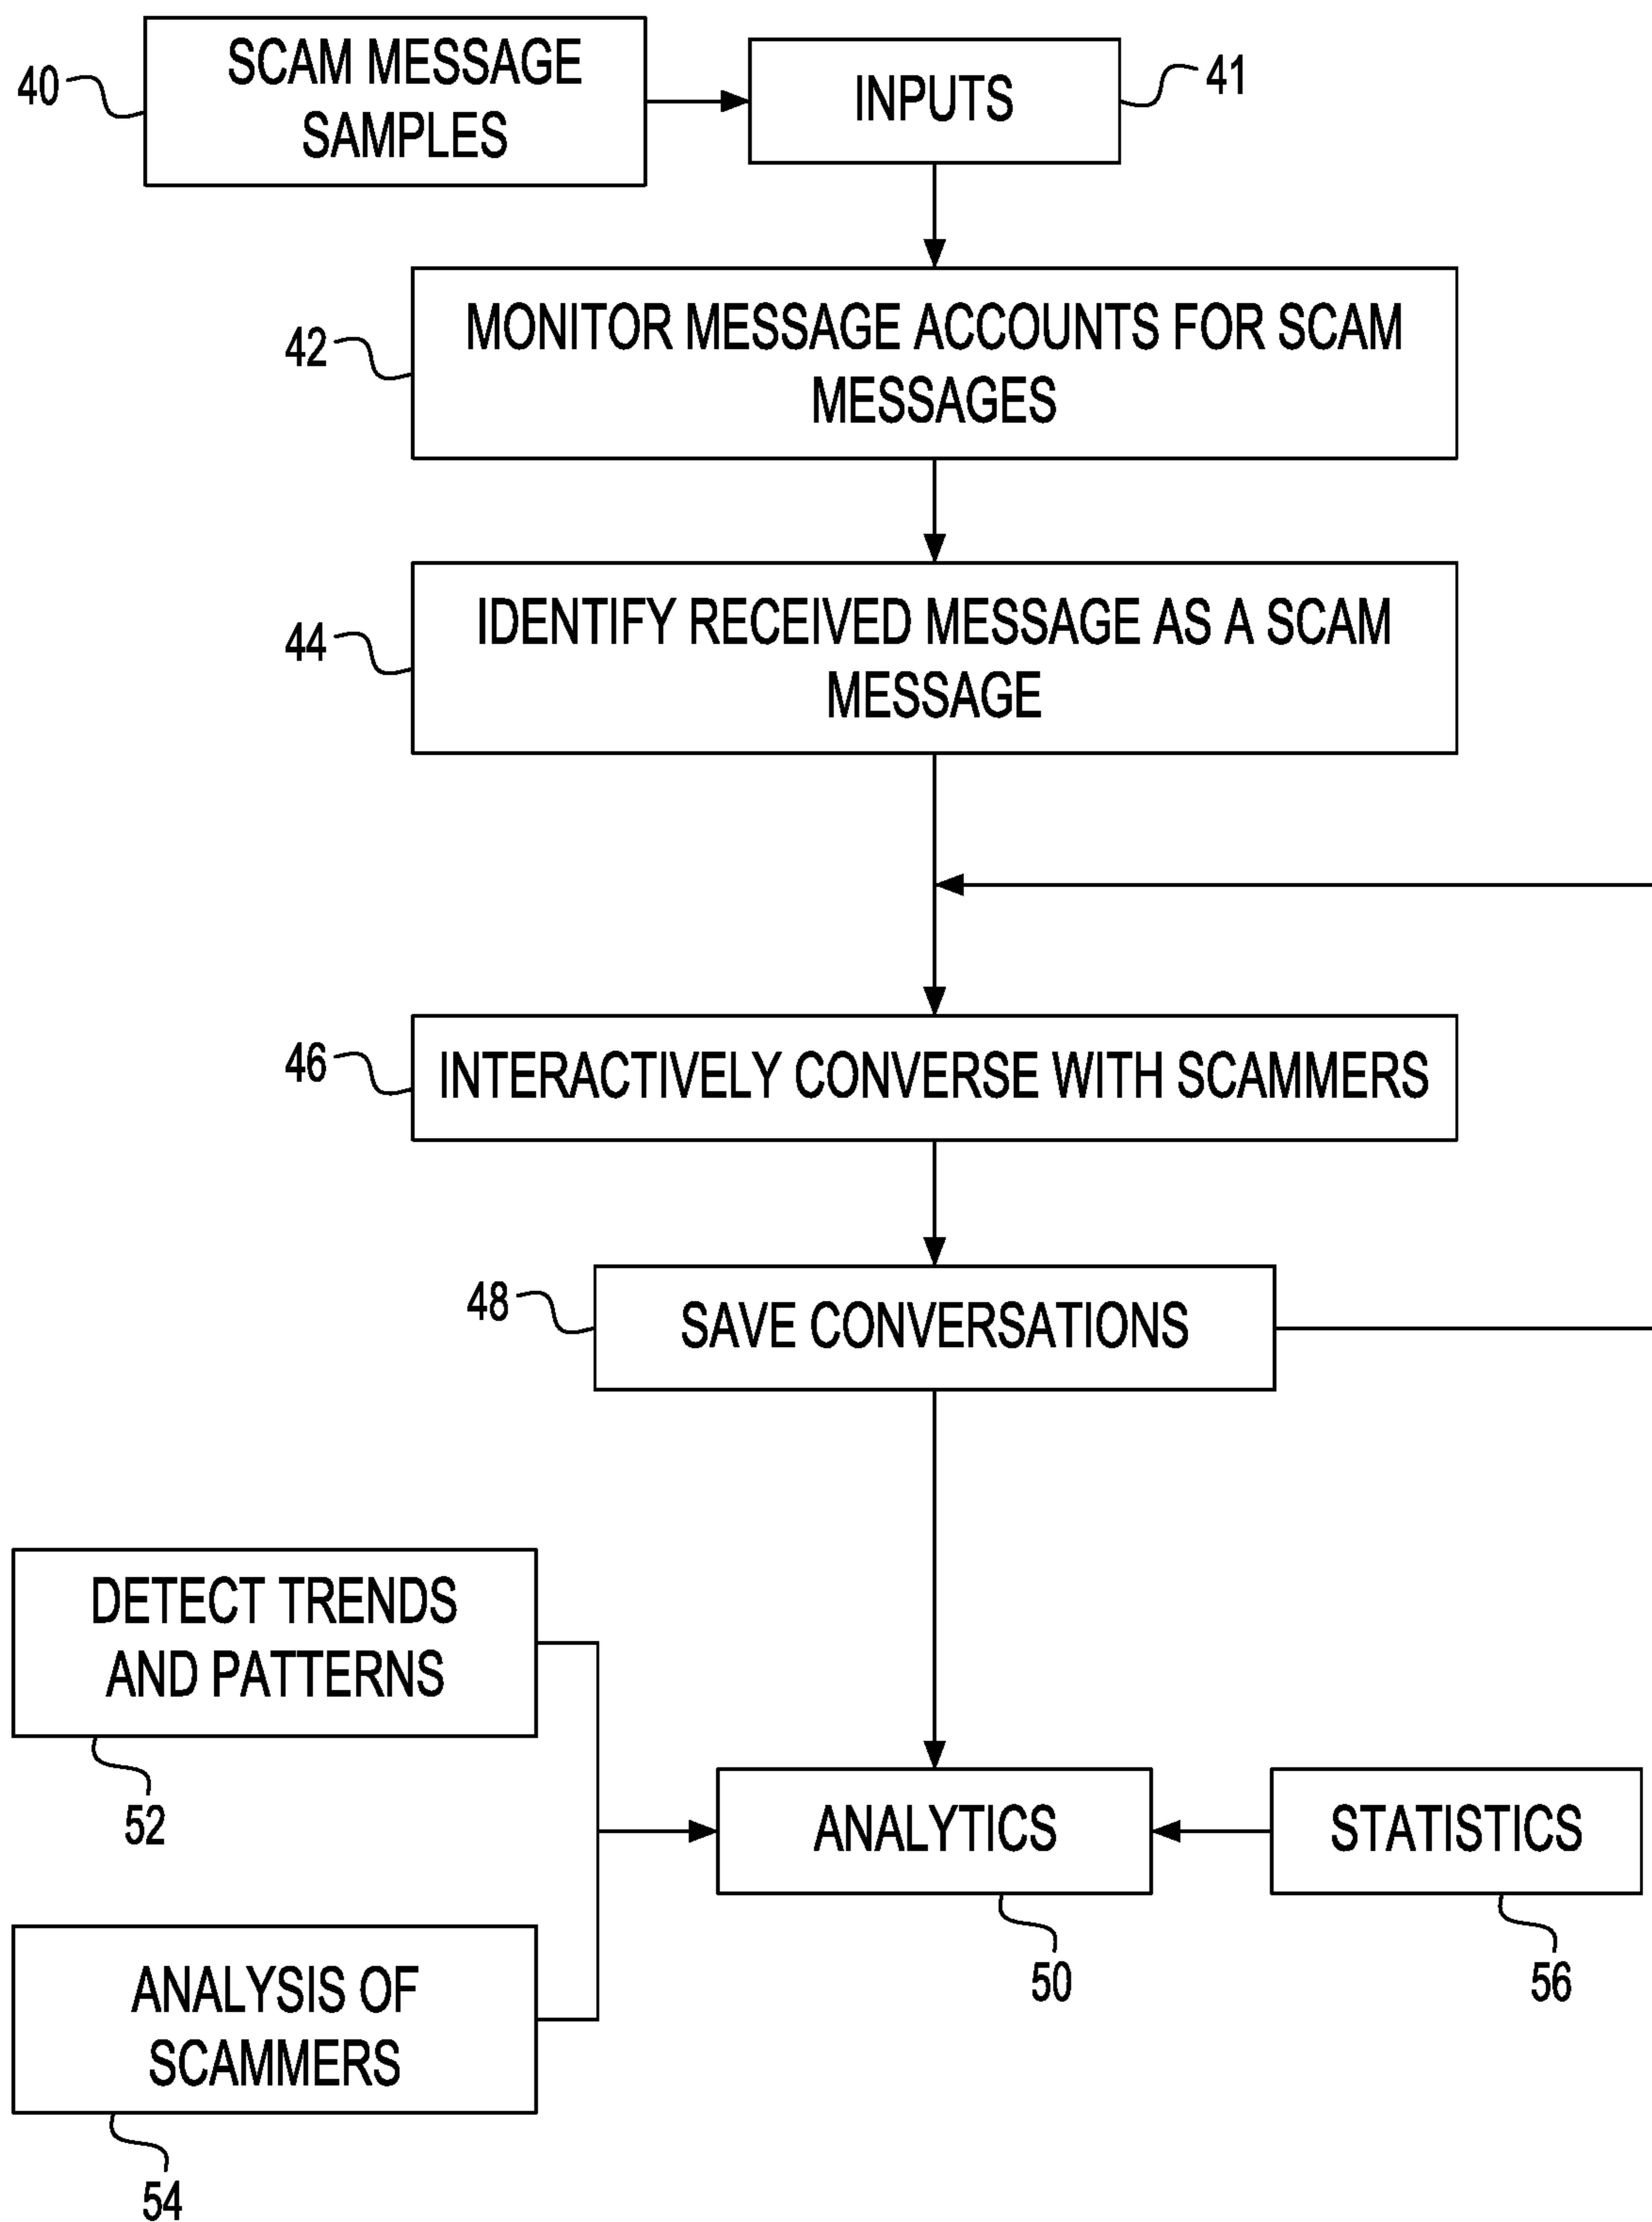 SCAM MESSAGE
SAMPLES
40
INPUTS
41
MONITOR MESSAGE ACCOUNTS FOR SCAM
MESSAGES
42
IDENTIFY RECEIVED MESSAGE AS A SCAM
MESSAGE
44
INTERACTIVELY CONVERSE WITH SCAMMERS
46
SAVE CONVERSATIONS
48
DETECT TRENDS
AND PATTERNS
52
ANALYTICS
50
STATISTICS
56
ANALYSIS OF
SCAMMERS
54